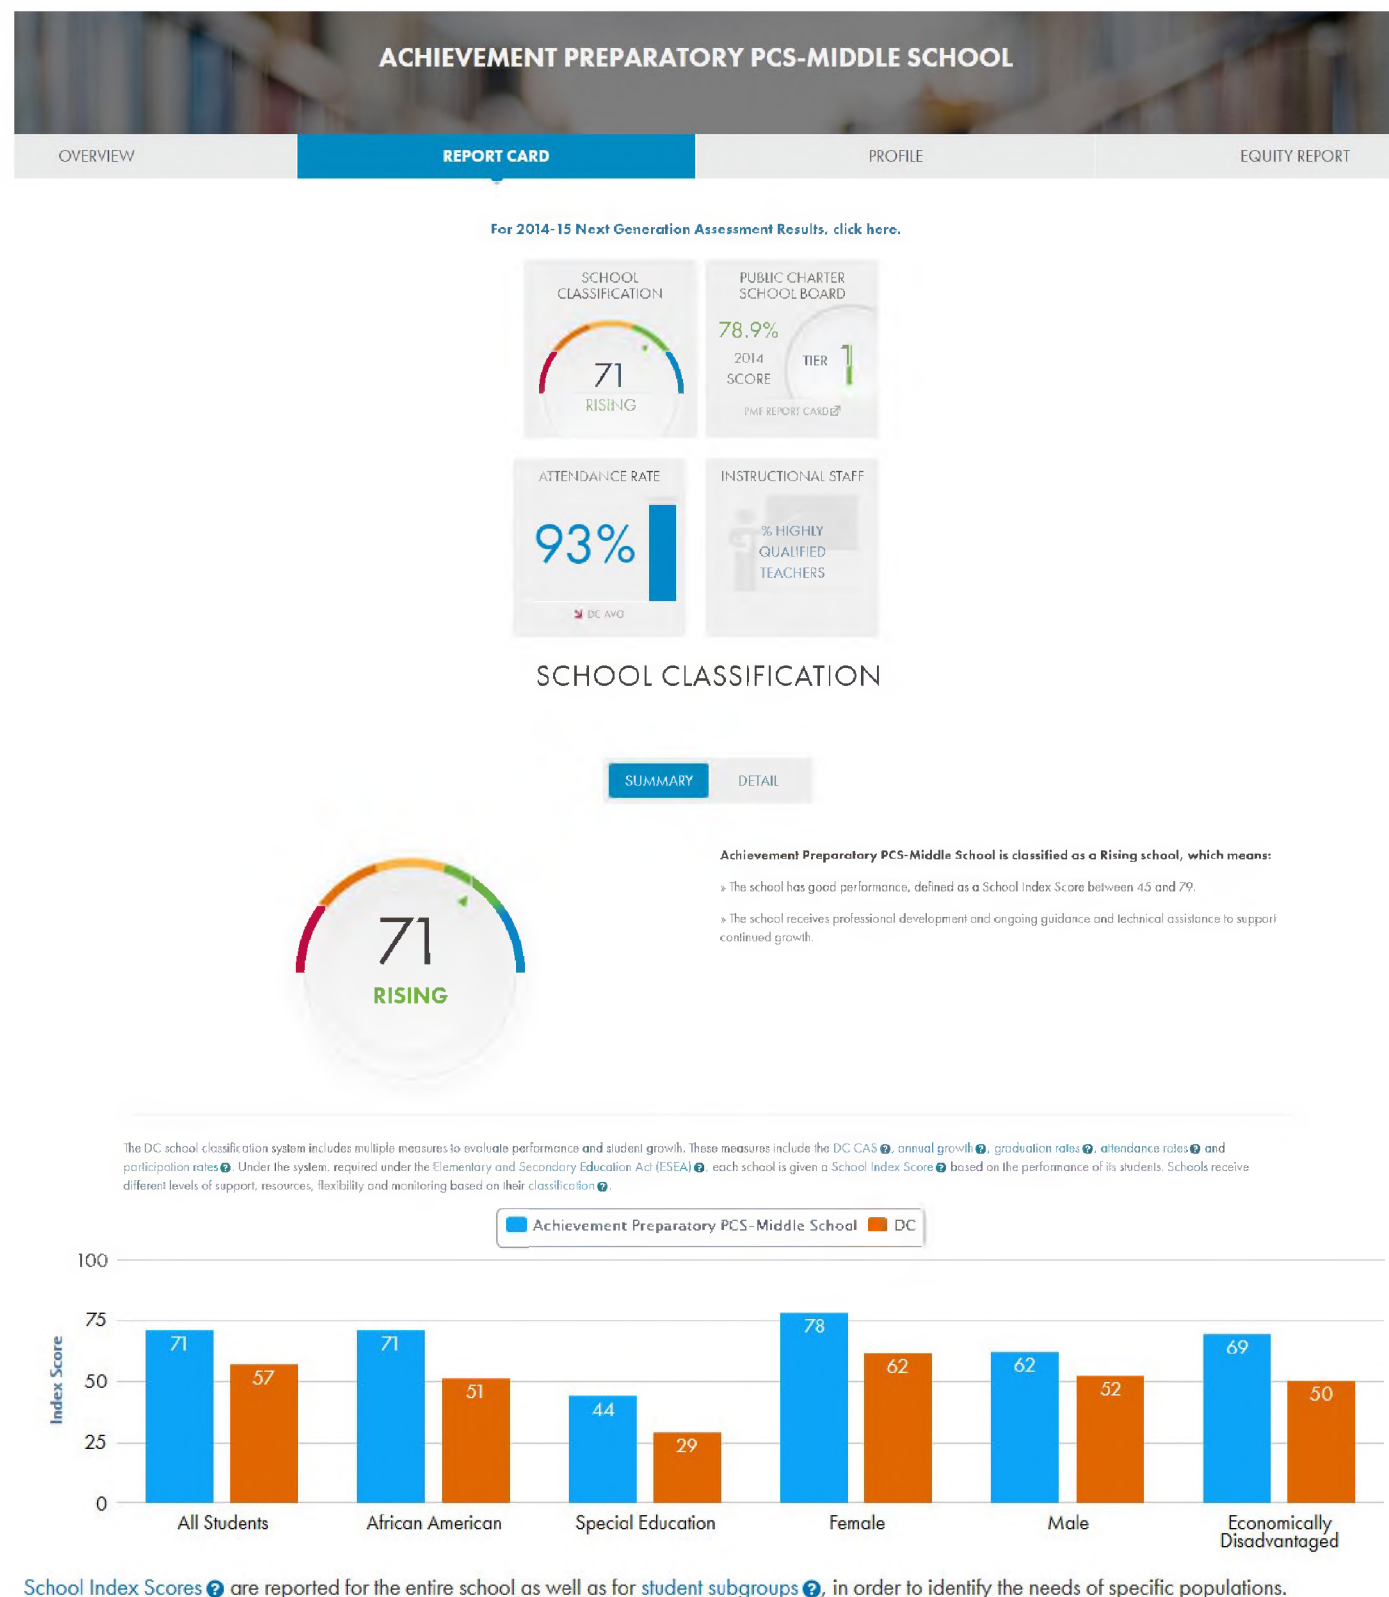 ACHIEVEMENT PREPARATORY PCS-MIDDLE SCHOOL
OVERVIEW
REPORT CARD
PROFILE
EQUITY REPORT
For 2014-15 Next Generation Assessment Results, click here.
SCHOOL
CLASSIFICATION
71
RISING
PUBLIC CHARTER
SCHOOL BOARD
78.9%
2014
SCORE
TIER 1
PMF REPORT CARD
ATTENDANCE RATE
93%
DC AVG
INSTRUCTIONAL STAFF
% HIGHLY
QUALIFIED
TEACHERS
SCHOOL CLASSIFICATION
SUMMARY
DETAIL
71
RISING
Achievement Preparatory PCS-Middle School is classified as a Rising school, which means:
» The school has good performance, defined as a School Index Score between 45 and 79.
» The school receives professional development and ongoing guidance and technical assistance to support
continued growth.
The DC school classification system includes multiple measures to evaluate performance and student growth. These measures include the DC CAS ?, annual growth ?, graduation rates ?, attendance rates ? and
participation rates ?. Under the system, required under the Elementary and Secondary Education Act (ESEA) ?, each school is given a School Index Score ? based on the performance of its students. Schools receive
different levels of support, resources, flexibility and monitoring based on their classification ?.
Achievement Preparatory PCS-Middle School DC
Index Score
100
75
50
25
0
71
57
71
51
44
29
78
62
62
52
69
50
All Students
African American
Special Education
Female
Male
Economically
Disadvantaged
School Index Scores ? are reported for the entire school as well as for student subgroups ?, in order to identify the needs of specific populations.